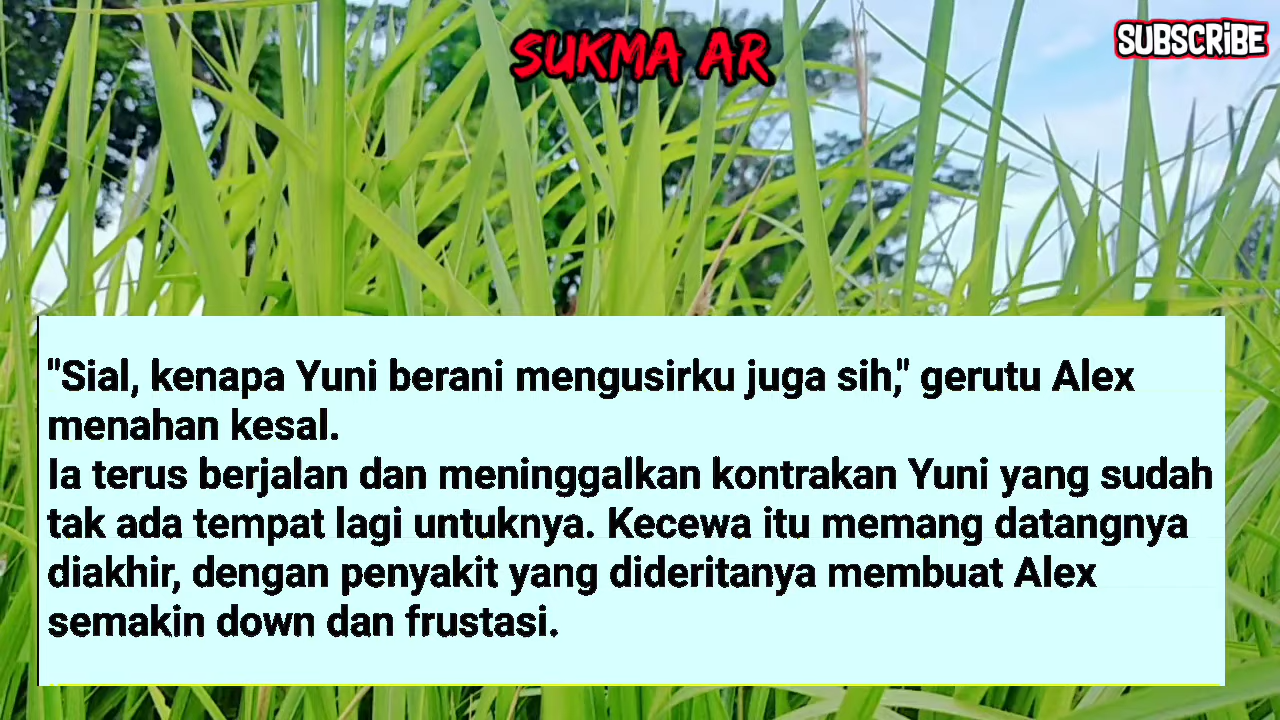 SUKMA AR
SUBSCRiBE
"Sial, kenapa Yuni berani mengusirku juga sih," gerutu Alex
menahan kesal.
Ia terus berjalan dan meninggalkan kontrakan Yuni yang sudah
tak ada tempat lagi untuknya. Kecewa itu memang datangnya
diakhir, dengan penyakit yang dideritanya membuat Alex
semakin down dan frustasi.